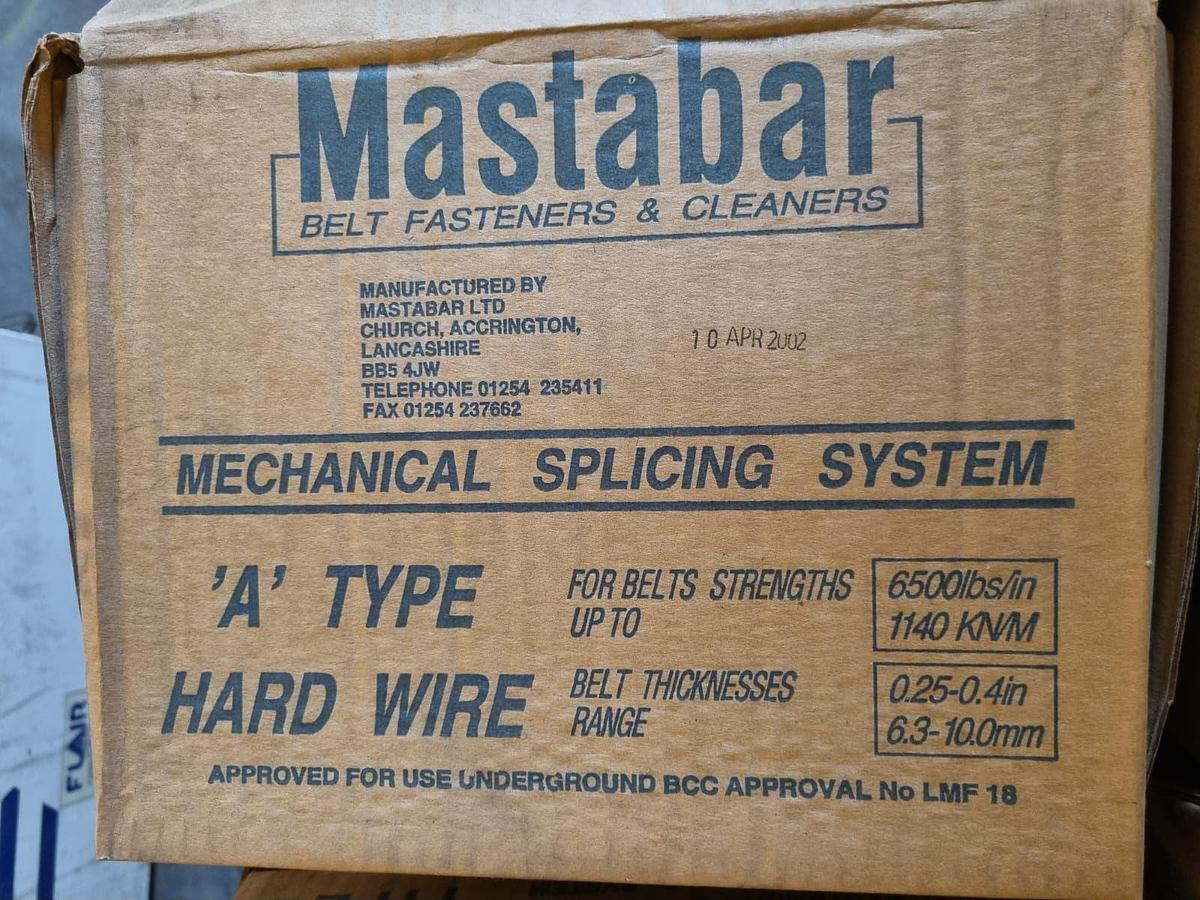 Mastabar
BELT FASTENERS & CLEANERS
MANUFACTURED BY
MASTABAR LTD
CHURCH, ACCRINGTON,
LANCASHIRE
BB5 4JW
TELEPHONE 01254 235411
FAX 01254 237662
10 APR 2002
MECHANICAL SPLICING SYSTEM
'A' TYPE
FOR BELTS STRENGTHS
UP TO
6500lbs/in
1140 KN/M
HARD WIRE
BELT THICKNESSES
RANGE
0.25-0.4in
6.3-10.0mm
APPROVED FOR USE UNDERGROUND BCC APPROVAL No LMF 18
FLAIR